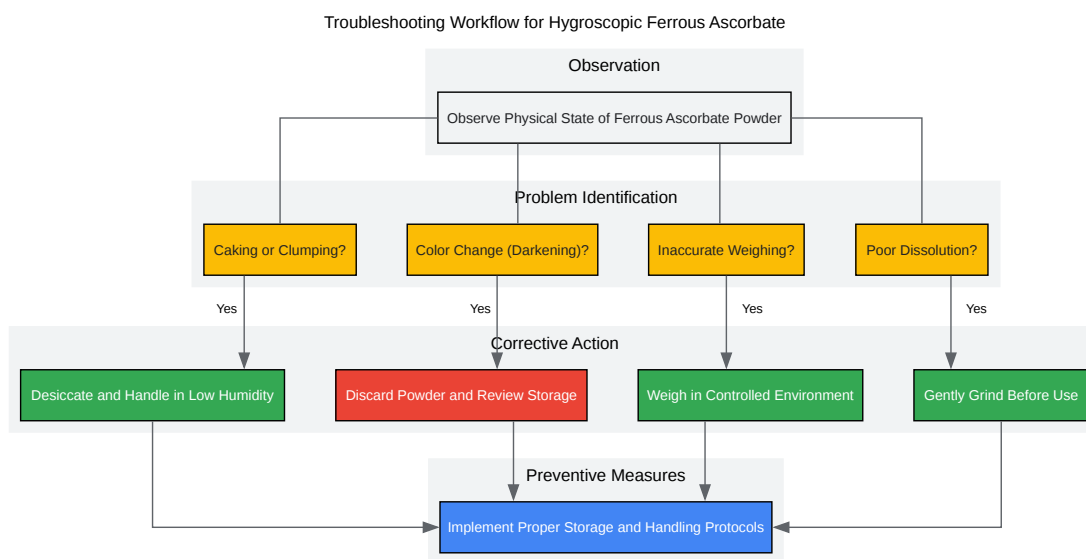 Troubleshooting Workflow for Hygroscopic Ferrous Ascorbate
Observation
Observe Physical State of Ferrous Ascorbate Powder
Problem Identification
Caking or Clumping?
Color Change (Darkening)?
Inaccurate Weighing?
Poor Dissolution?
Yes
Yes
Yes
Yes
Corrective Action
Desiccate and Handle in Low Humidity
Discard Powder and Review Storage
Weigh in Controlled Environment
Gently Grind Before Use
Preventive Measures
Implement Proper Storage and Handling Protocols